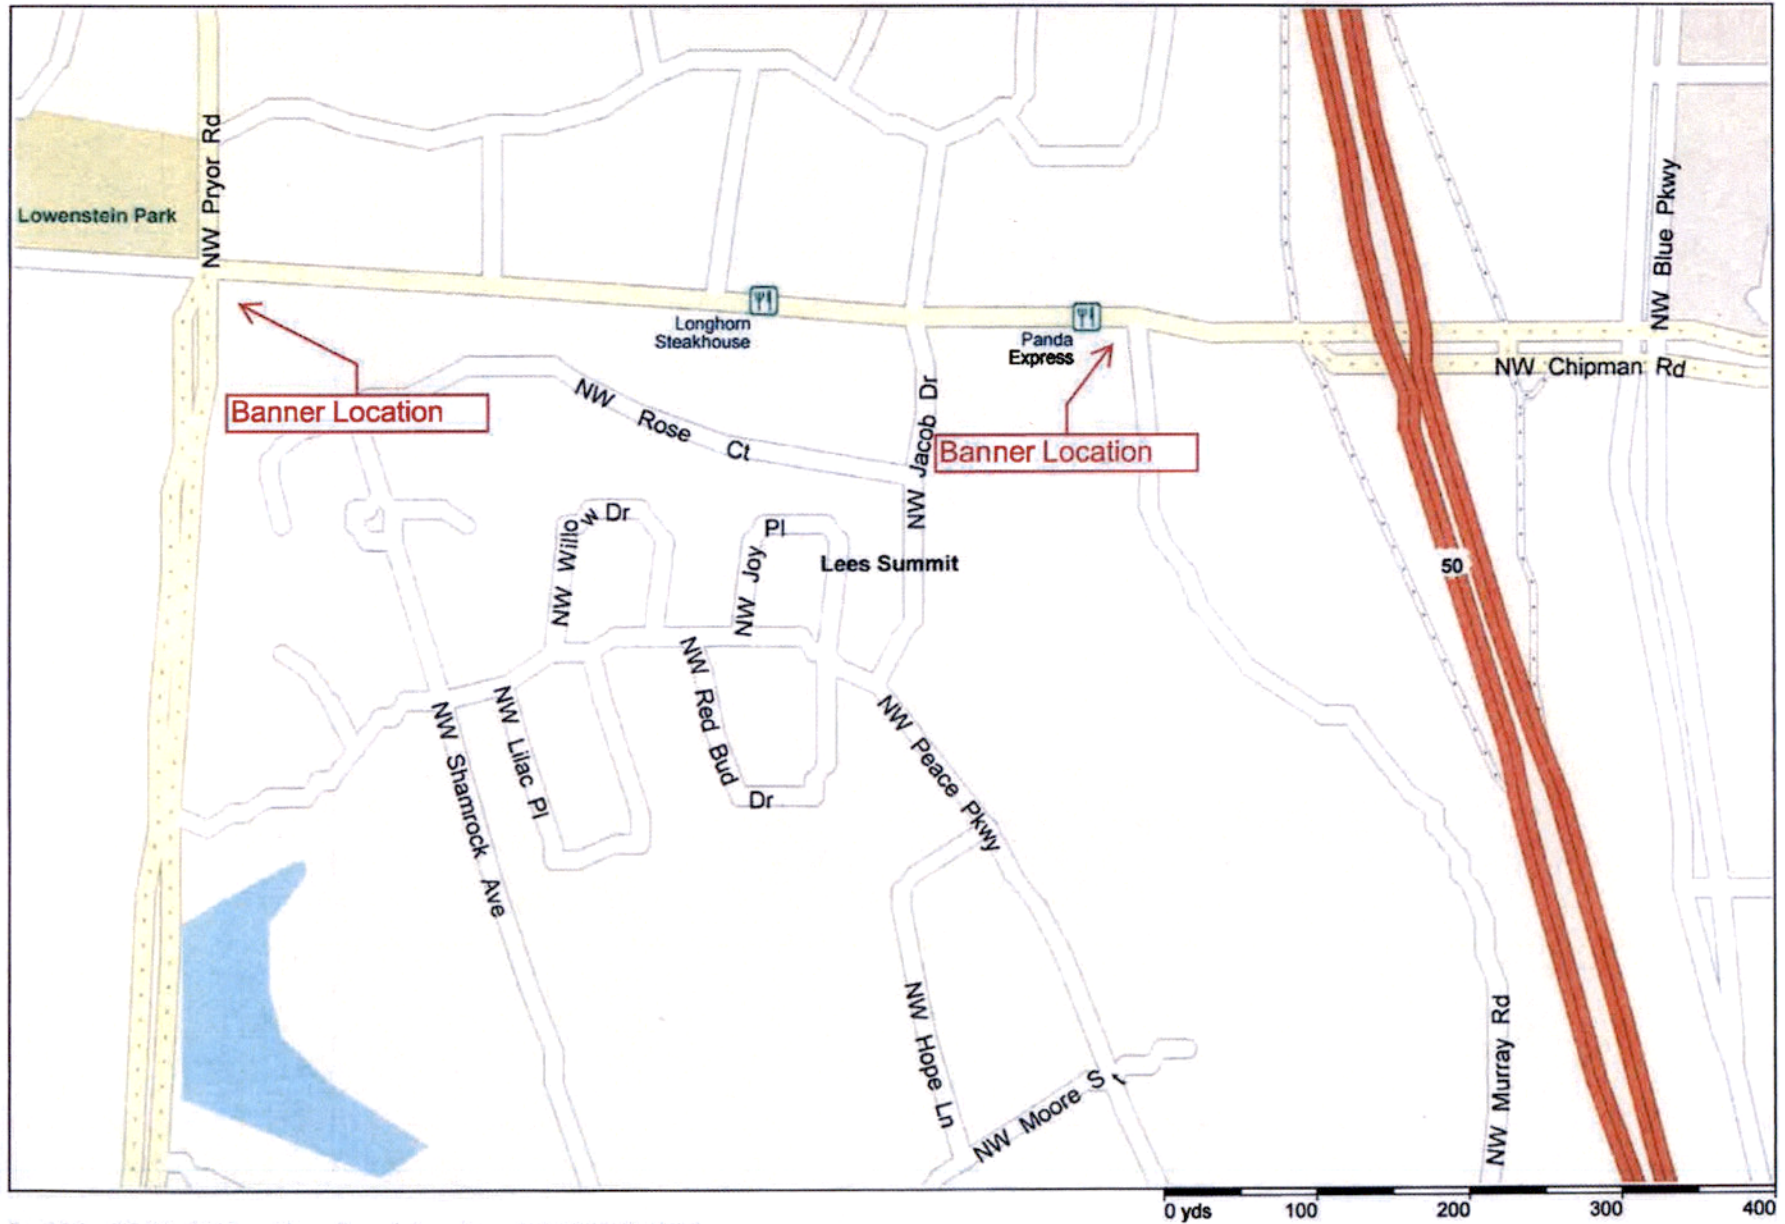 NW Pryor Rd
Lowenstein Park
NW Blue Pkwy
Longhorn
Steakhouse
Panda
Express
NW Chipman Rd
Banner Location
NW Rose Ct
NW Jacob Dr
Banner Location
NW Willow Dr
NW Joy Pl
Lees Summit
50
NW Red Bud Dr
NW Lilac Pl
NW Shamrock Ave
NW Peace Pkwy
NW Hope Ln
NW Moore S
NW Murray Rd
0 yds 100 200 300 400